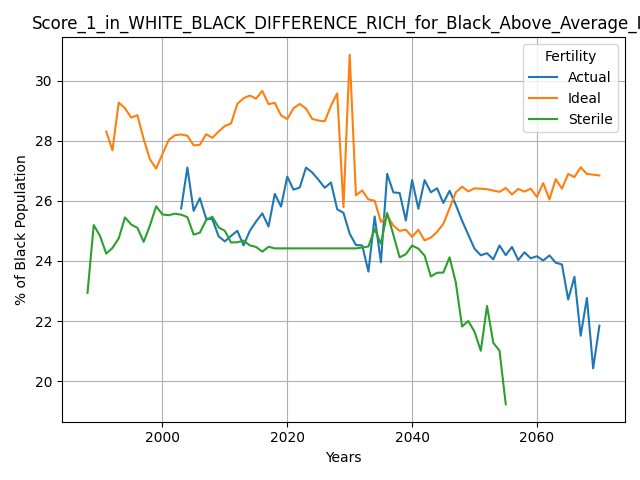 Score_1_in_WHITE_BLACK_DIFFERENCE_RICH_for_Black_Above_Average_I
Fertility
Actual
Ideal
Sterile
% of Black Population
30
28
26
24
22
20
2000
2020
2040
2060
Years